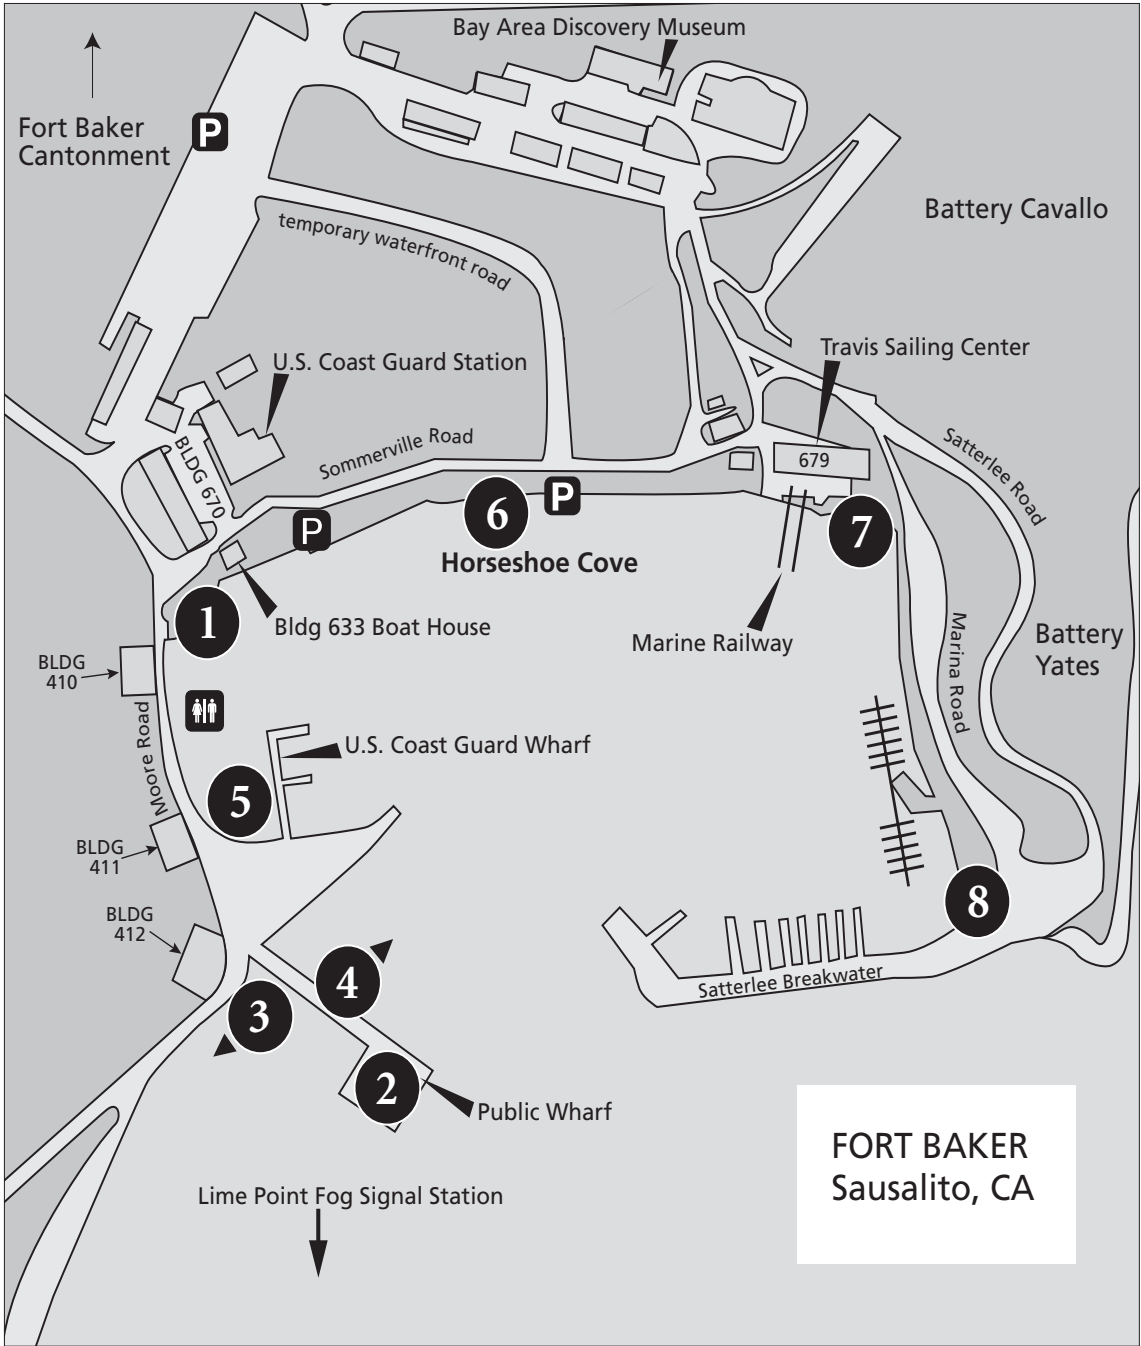 Bay Area Discovery Museum
Fort Baker
Cantonment
P
Battery Cavallo
temporary waterfront road
Travis Sailing Center
U.S. Coast Guard Station
Sommerville Road
Satterlee Road
BLDG 670
679
P
6
P
7
Horseshoe Cove
1
Bldg 633 Boat House
Marine Railway
Marina Road
Battery
Yates
BLDG
410
Moore Road
U.S. Coast Guard Wharf
5
BLDG
411
8
BLDG
412
4
Satterlee Breakwater
3
2
Public Wharf
FORT BAKER
Sausalito, CA
Lime Point Fog Signal Station